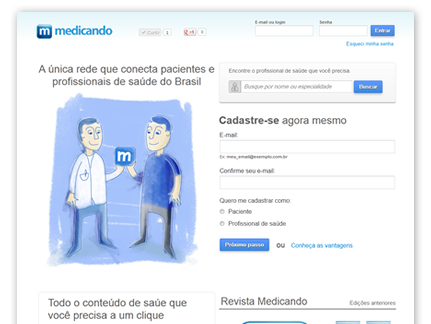 medicando
Curtir 1
+1 0
E-mail ou login
Senha
Entrar
Esqueci minha senha
A única rede que conecta pacientes e
profissionais de saúde do Brasil
m
Encontre o profissional de saúde que você precisa
Busque por nome ou especialidade
Buscar
Cadastre-se agora mesmo
E-mail:
Ex: meu_email@exemplo.com.br
Confirme seu e-mail:
Quero me cadastrar como
Paciente
Profissional de saúde
Próximo passo ou Conheça as vantagens
Todo o conteúdo de saúe que
você precisa a um clique
Revista Medicando
Edições anteriores